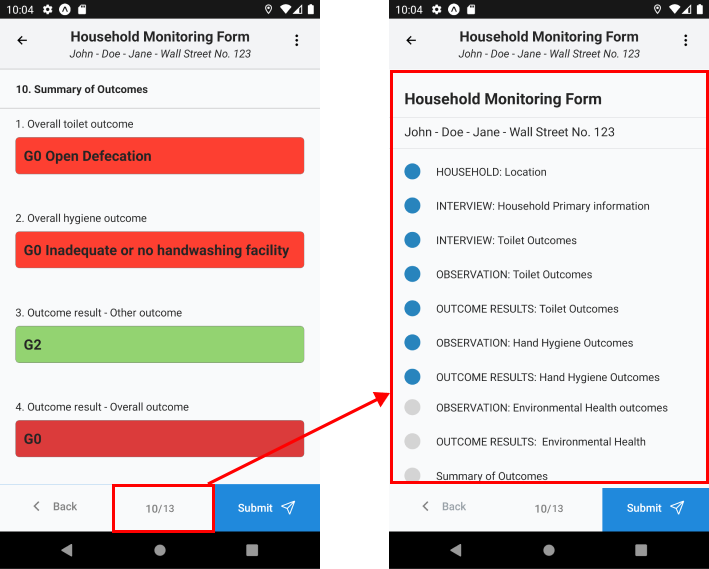 10:04
Household Monitoring Form
John - Doe - Jane - Wall Street No. 123
10. Summary of Outcomes
1. Overall toilet outcome
G0 Open Defecation
2. Overall hygiene outcome
G0 Inadequate or no handwashing facility
3. Outcome result - Other outcome
G2
4. Outcome result - Overall outcome
G0
Back
10/13
Submit
10:04
Household Monitoring Form
John - Doe - Jane - Wall Street No. 123
Household Monitoring Form
John - Doe - Jane - Wall Street No. 123
HOUSEHOLD: Location
INTERVIEW: Household Primary information
INTERVIEW: Toilet Outcomes
OBSERVATION: Toilet Outcomes
OUTCOME RESULTS: Toilet Outcomes
OBSERVATION: Hand Hygiene Outcomes
OUTCOME RESULTS: Hand Hygiene Outcomes
OBSERVATION: Environmental Health outcomes
OUTCOME RESULTS: Environmental Health
Summary of Outcomes
Back
10/13
Submit